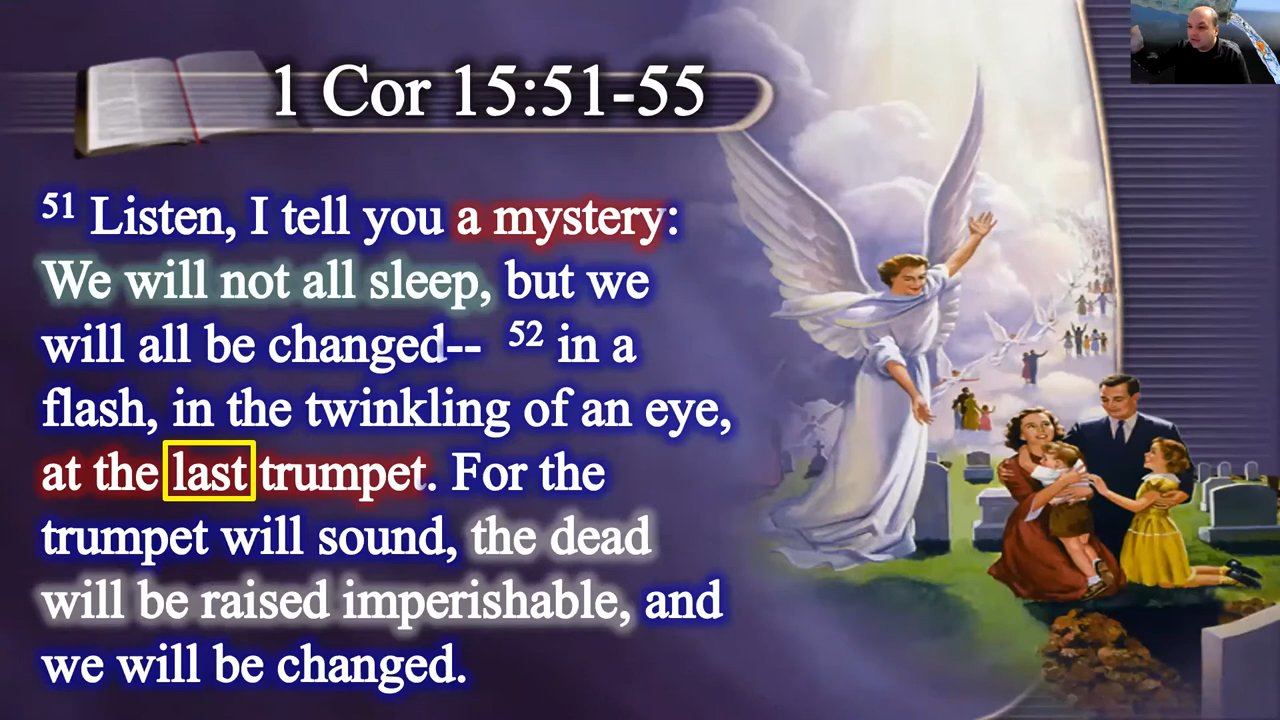 1 Cor 15:51-55
51 Listen, I tell you a mystery:
We will not all sleep, but we
will all be changed-- 52 in a
flash, in the twinkling of an eye,
at the last trumpet. For the
trumpet will sound, the dead
will be raised imperishable, and
we will be changed.